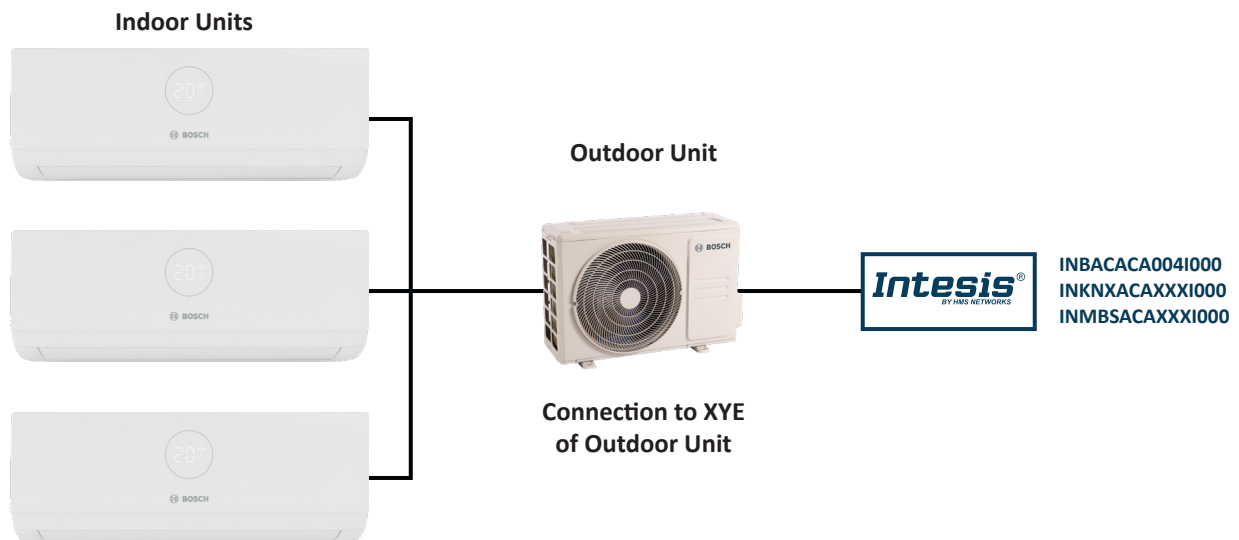 Indoor Units
20°
BOSCH
20°
BOSCH
20°
BOSCH
Outdoor Unit
BOSCH
Connection to XYE
of Outdoor Unit
Intesis®
BY HMS NETWORKS
INBACACA004I000
INKNXACAXXXI000
INMBSACAXXXI000